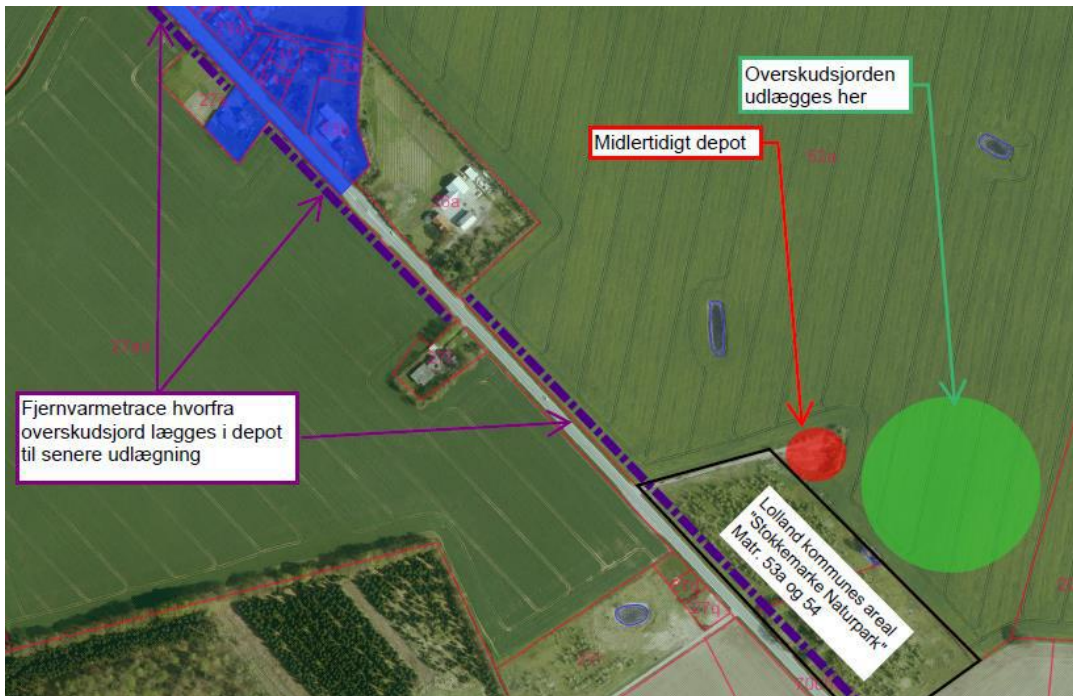 Overskudsjorden
udlægges her
Midlertidigt depot
Fjernvarmetrace hvorfra
overskudsjord lægges i depot
til senere udlægning
Lolland kommunes areal
"Stokkemarke Naturpark"
Matr. 53a og 54